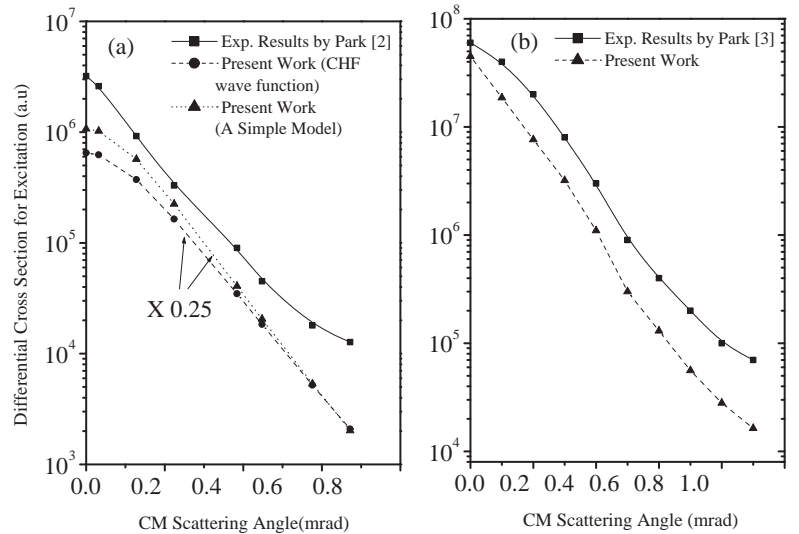 (a)
Exp. Results by Park [2]
Present Work (CHF
wave function)
Present Work
(A Simple Model)
X 0.25
Differential Cross Section for Excitation (a.u)
10^7
10^6
10^5
10^4
10^3
0.0 0.2 0.4 0.6 0.8
CM Scattering Angle(mrad)
(b)
Exp. Results by Park [3]
Present Work
10^8
10^7
10^6
10^5
10^4
0.0 0.2 0.4 0.6 0.8 1.0
CM Scattering Angle (mrad)